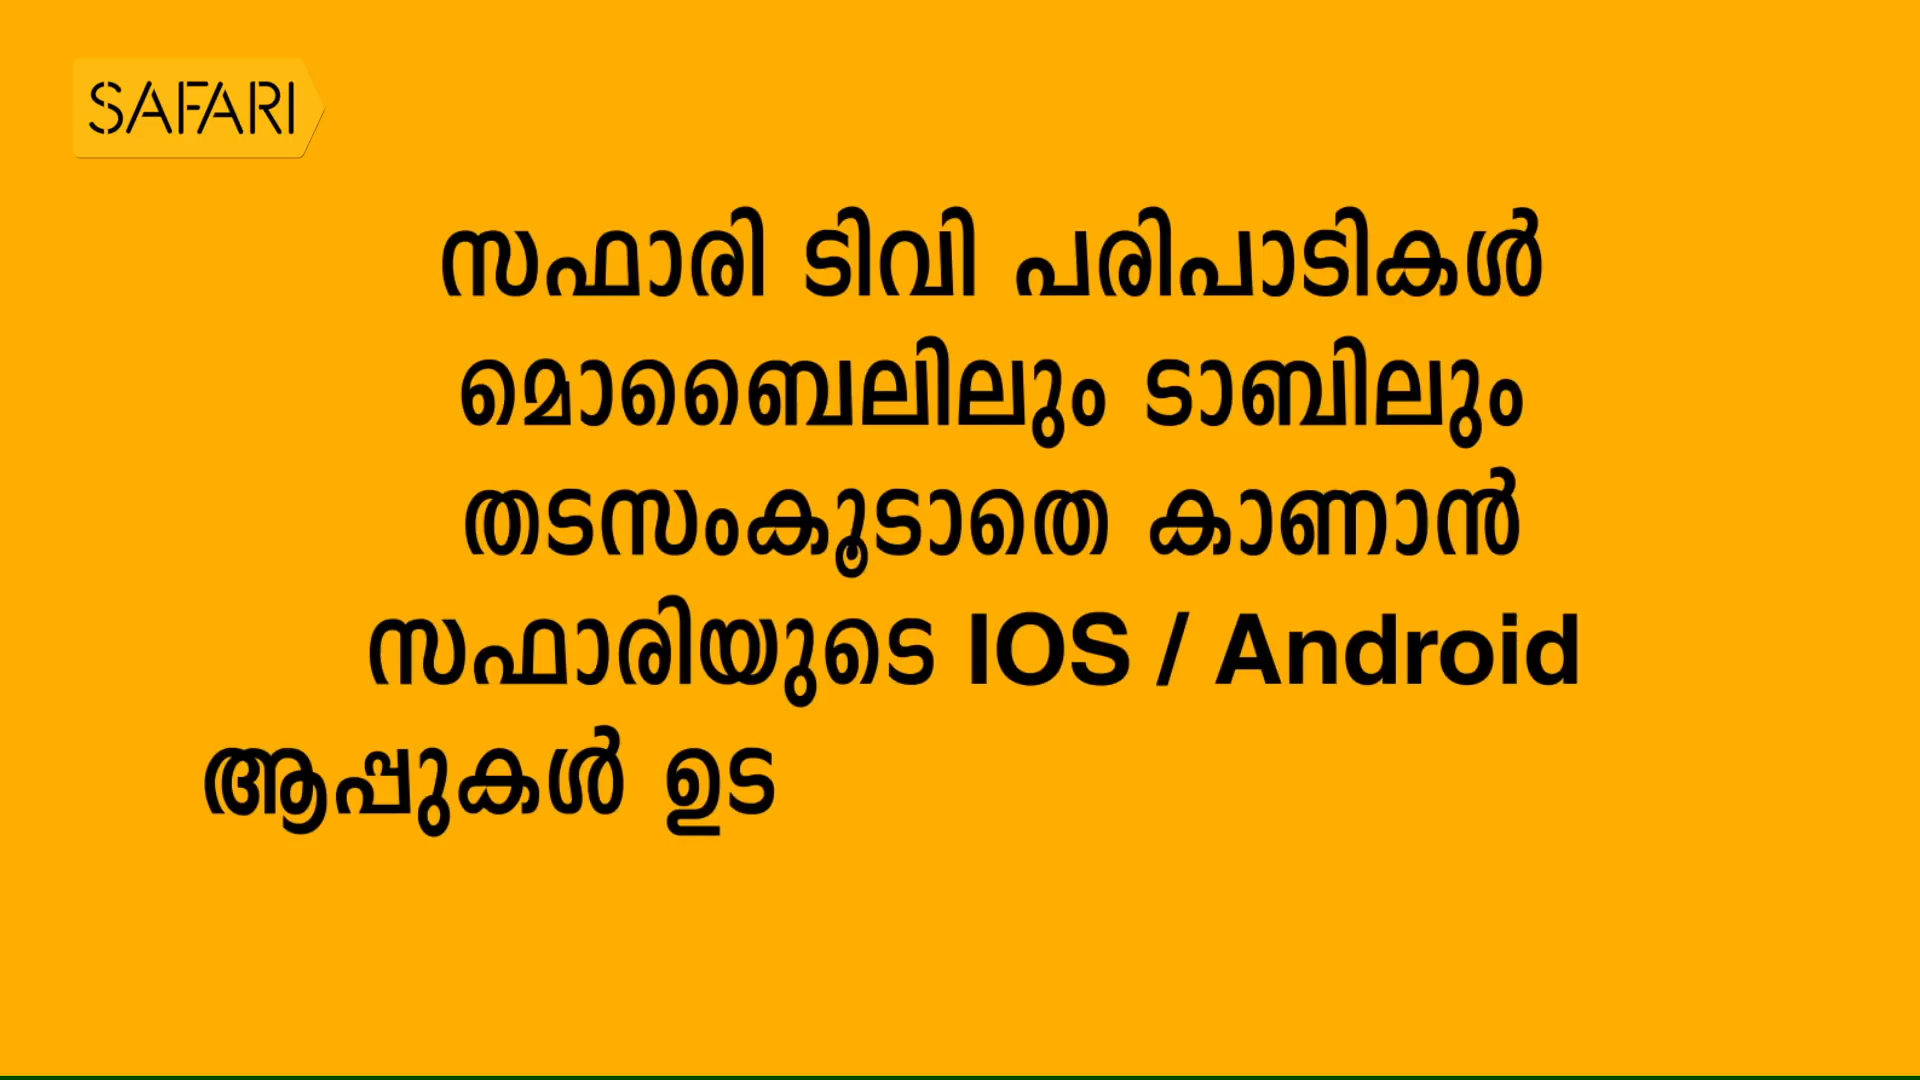 SAFARI
സഫാരി ടിവി പരിപാടികൾ
മൊബൈലിലും ടാബിലും
തടസംകൂടാതെ കാണാൻ
സഫാരിയുടെ IOS / Android
ആപ്പുകൾ ഉട